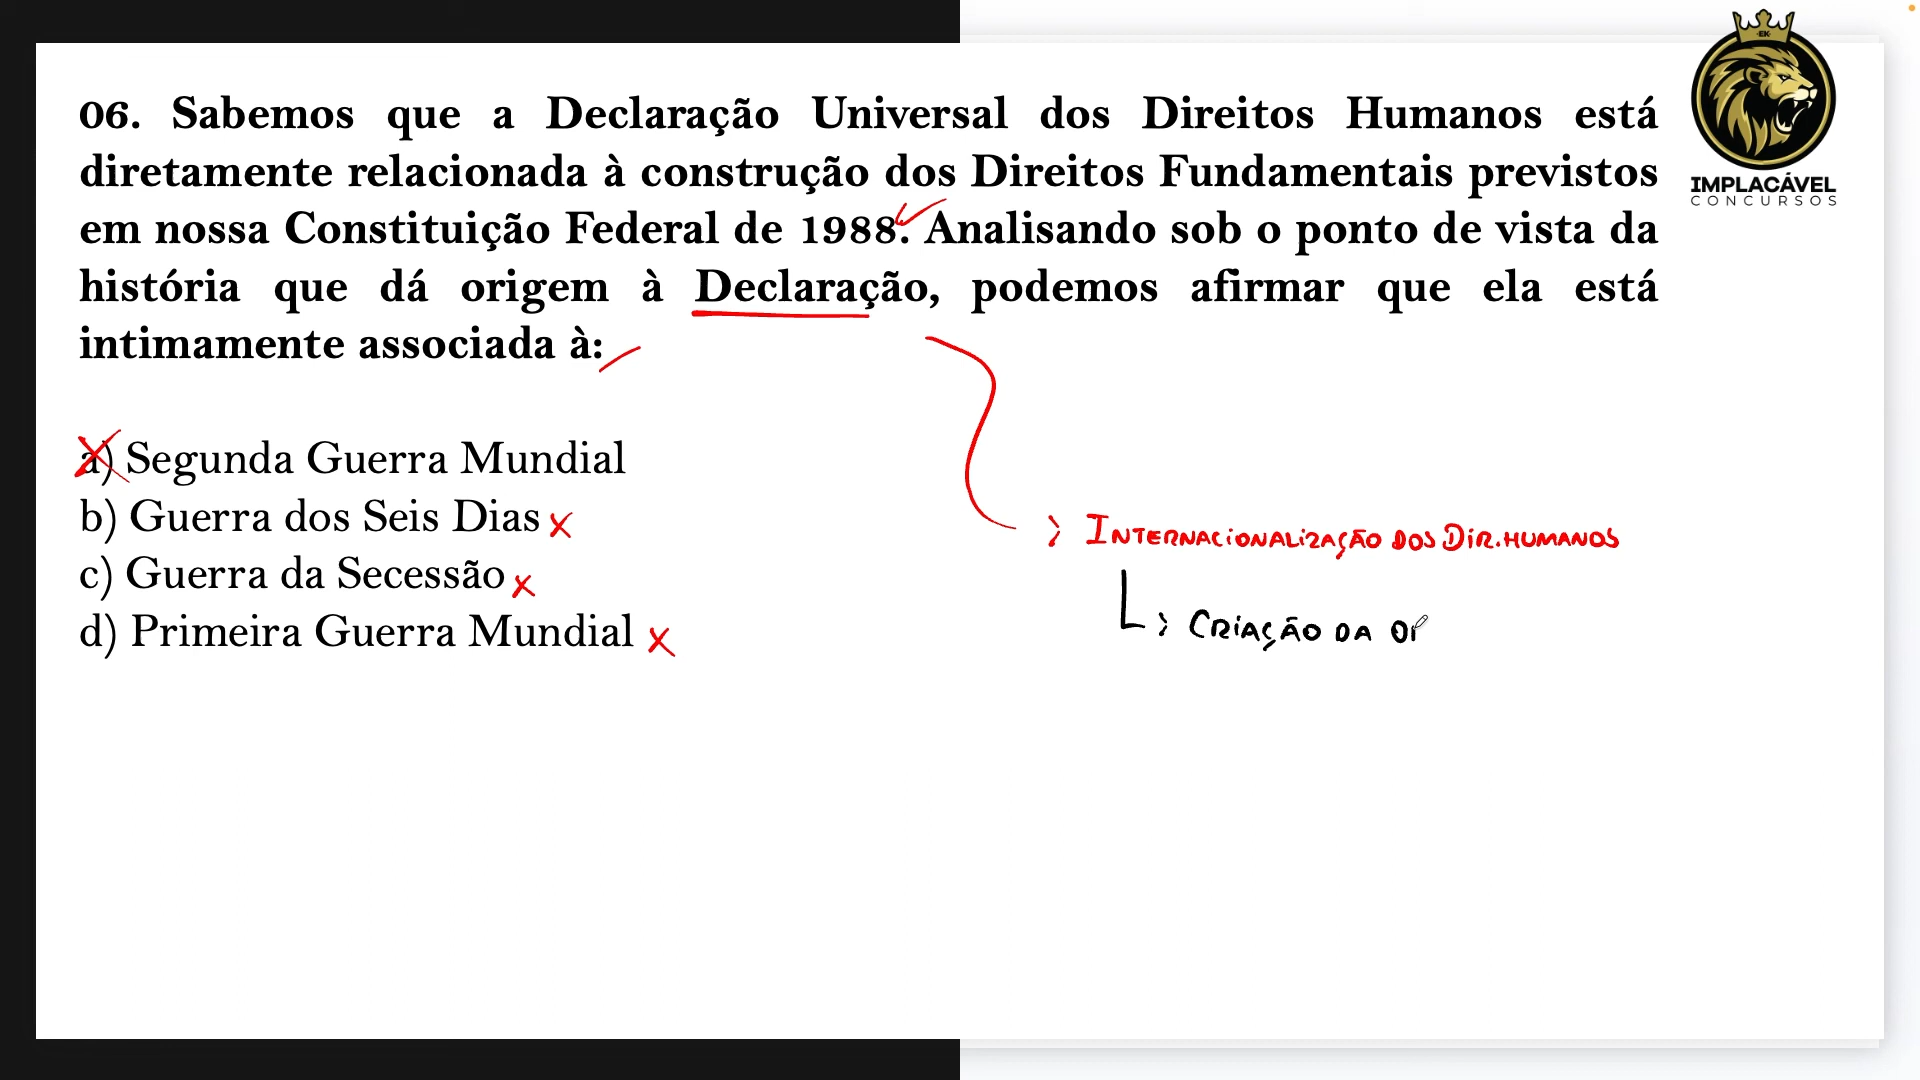 06. Sabemos que a Declaração Universal dos Direitos Humanos está
diretamente relacionada à construção dos Direitos Fundamentais previstos
em nossa Constituição Federal de 1988. Analisando sob o ponto de vista da
história que dá origem à Declaração, podemos afirmar que ela está
intimamente associada à:
a) Segunda Guerra Mundial
b) Guerra dos Seis Dias x
c) Guerra da Secessão x
d) Primeira Guerra Mundial x
INTERNACIONALIZAÇÃO DOS DIR. HUMANOS
CRIAÇÃO DA
EK
IMPLACÁVEL
CONCURSOS